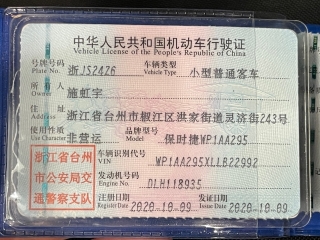 中华人民共和国机动车行驶证
Vehicle License of the People's Republic of China
号牌号码 Plate No. 浙JS24Z6 车辆类型 Vehicle Type 小型普通客车
所有人 Owner 施虹宇
住址 Address 浙江省台州市椒江区洪家街道灵济街243号
使用性质 Use Character 非营运 品牌型号 Model 保时捷WP1AA295
浙江省台州市公安局交通警察支队
车辆识别代号 VIN WP1AA295XLLB22992
发动机号码 Engine No. DLH118935
注册日期 Register Date 2020-10-09 发证日期 Issue Date 2020-10-09